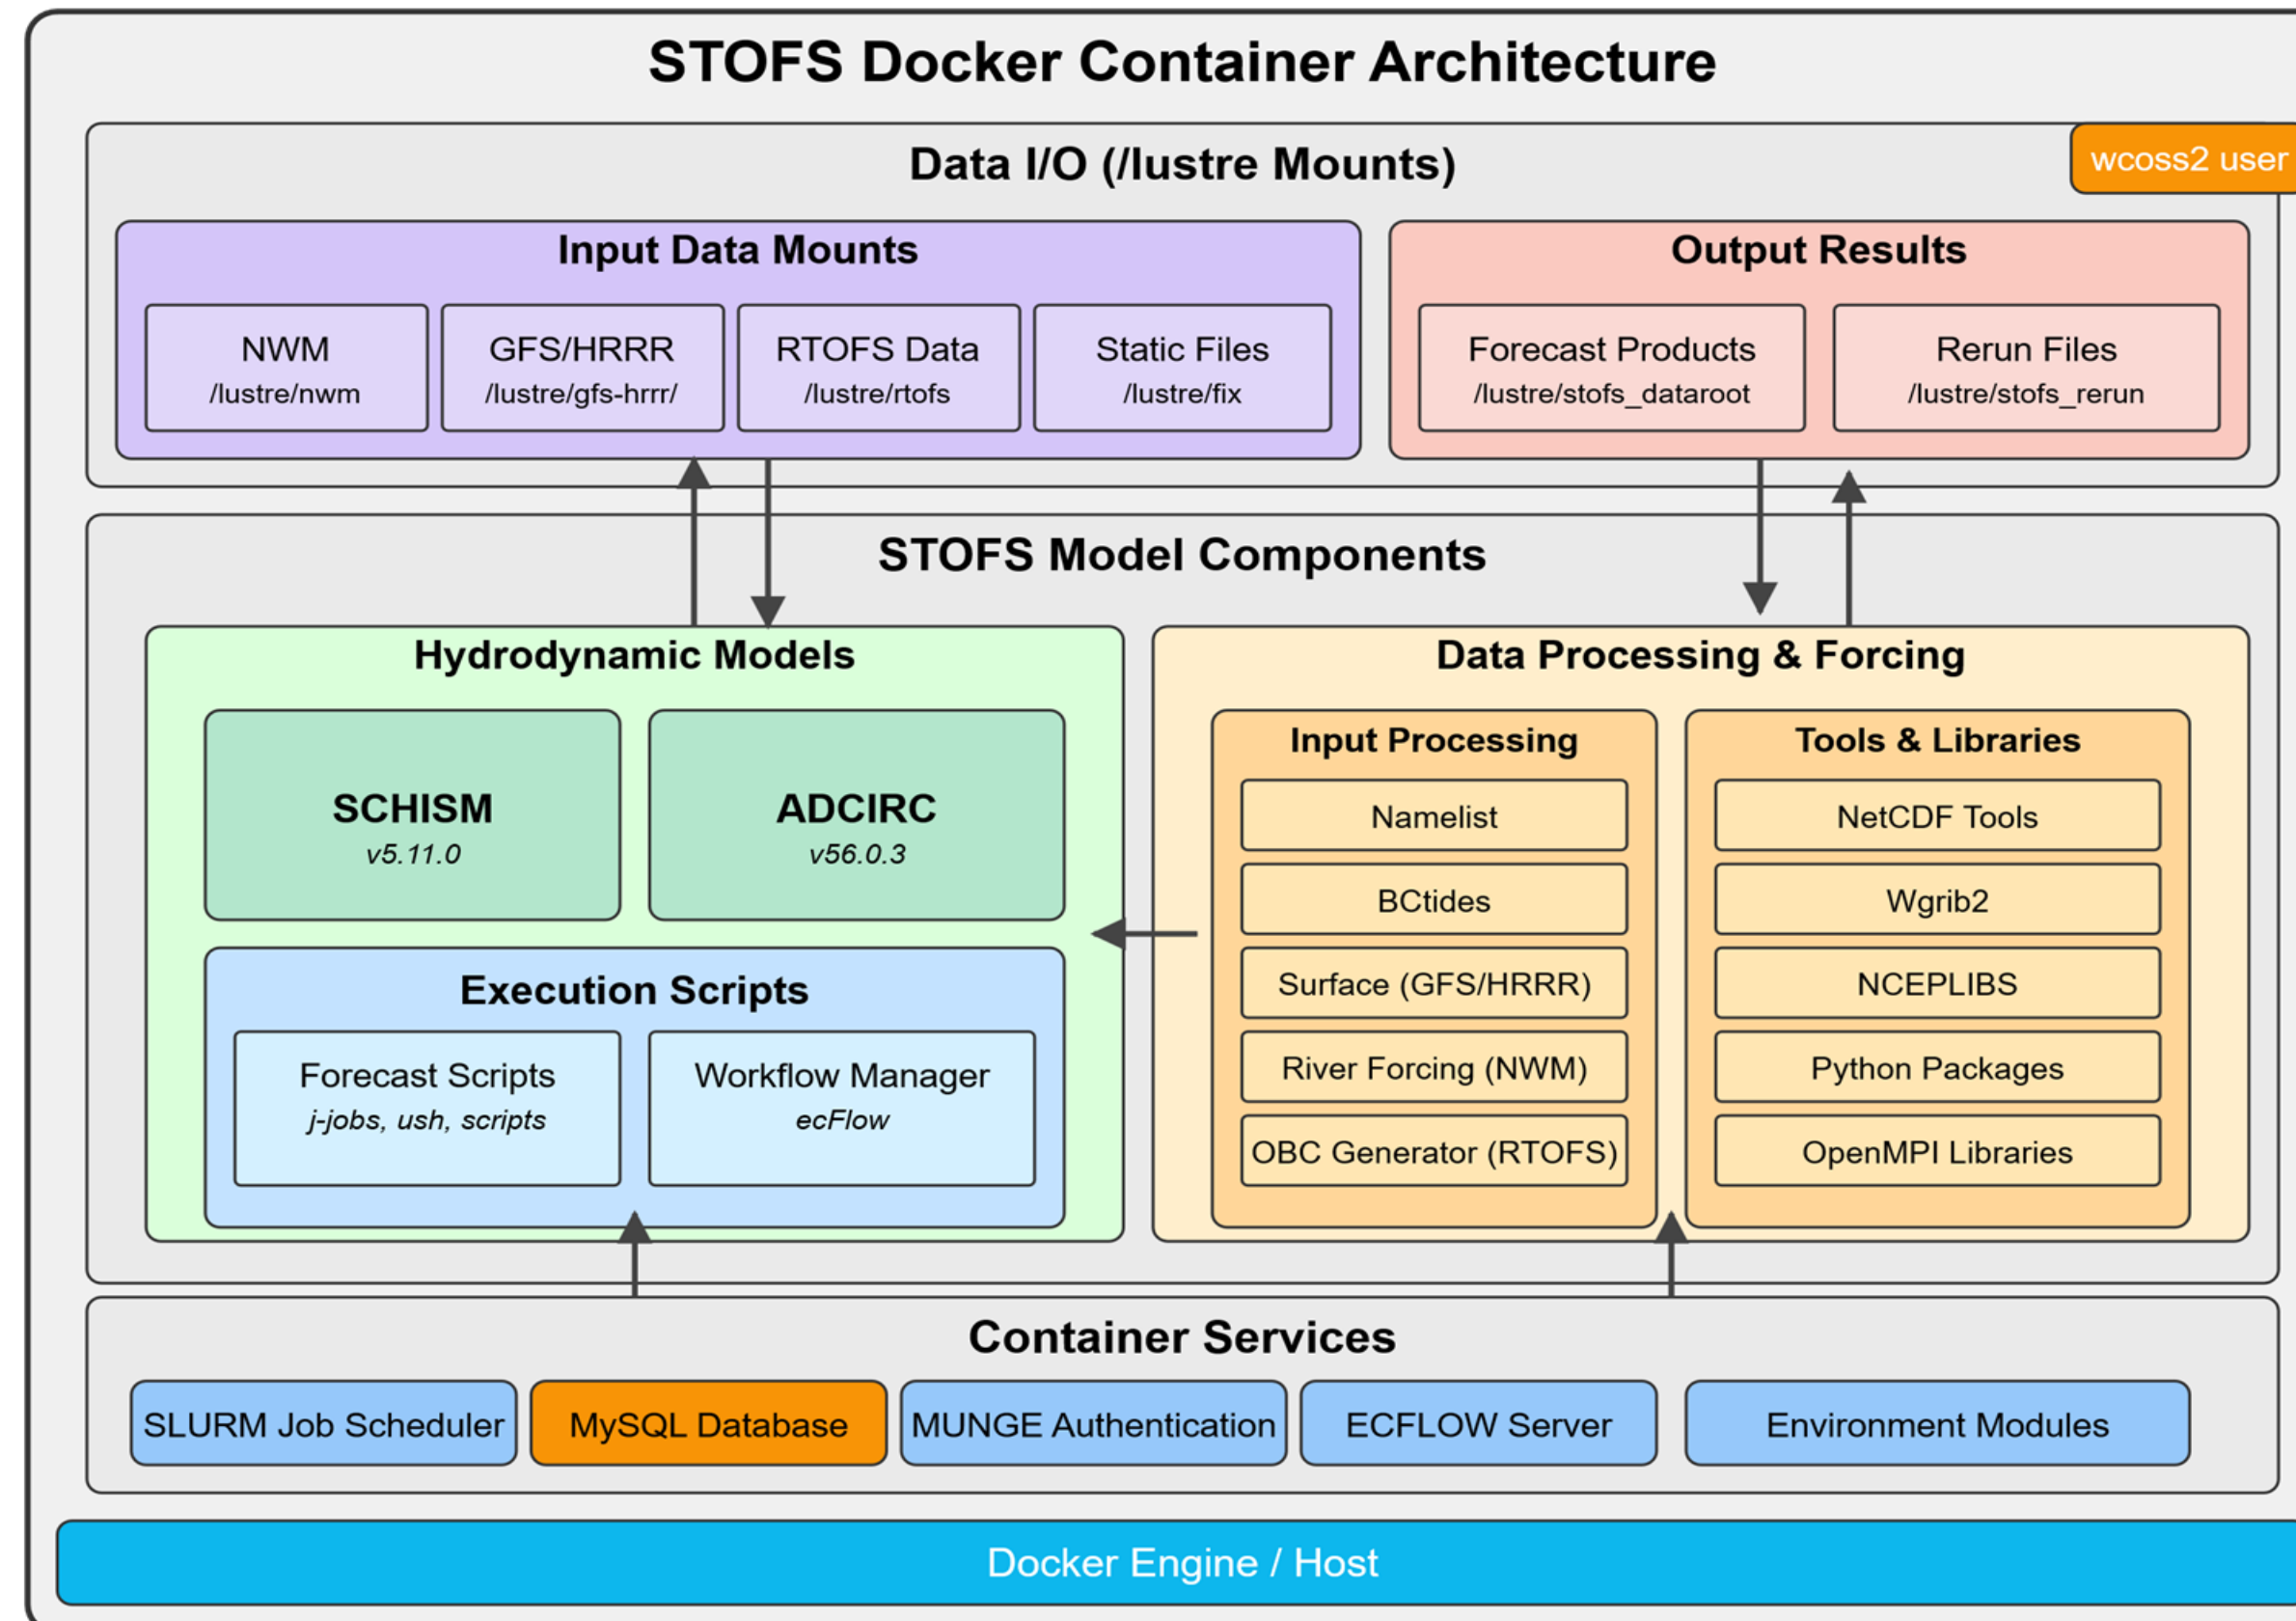 STOFS Docker Container Architecture
Data I/O (/lustre Mounts)
wcoss2 user
Input Data Mounts
NWM
/lustre/nwm
GFS/HRRR
/lustre/gfs-hrrr/
RTOFS Data
/lustre/rtofs
Static Files
/lustre/fix
Output Results
Forecast Products
/lustre/stofs_dataroot
Rerun Files
/lustre/stofs_rerun
STOFS Model Components
Hydrodynamic Models
SCHISM
v5.11.0
ADCIRC
v56.0.3
Execution Scripts
Forecast Scripts
j-jobs, ush, scripts
Workflow Manager
ecFlow
Data Processing & Forcing
Input Processing
Namelist
BCtides
Surface (GFS/HRRR)
River Forcing (NWM)
OBC Generator (RTOFS)
Tools & Libraries
NetCDF Tools
Wgrib2
NCEPLIBS
Python Packages
OpenMPI Libraries
Container Services
SLURM Job Scheduler
MySQL Database
MUNGE Authentication
ECFLOW Server
Environment Modules
Docker Engine / Host